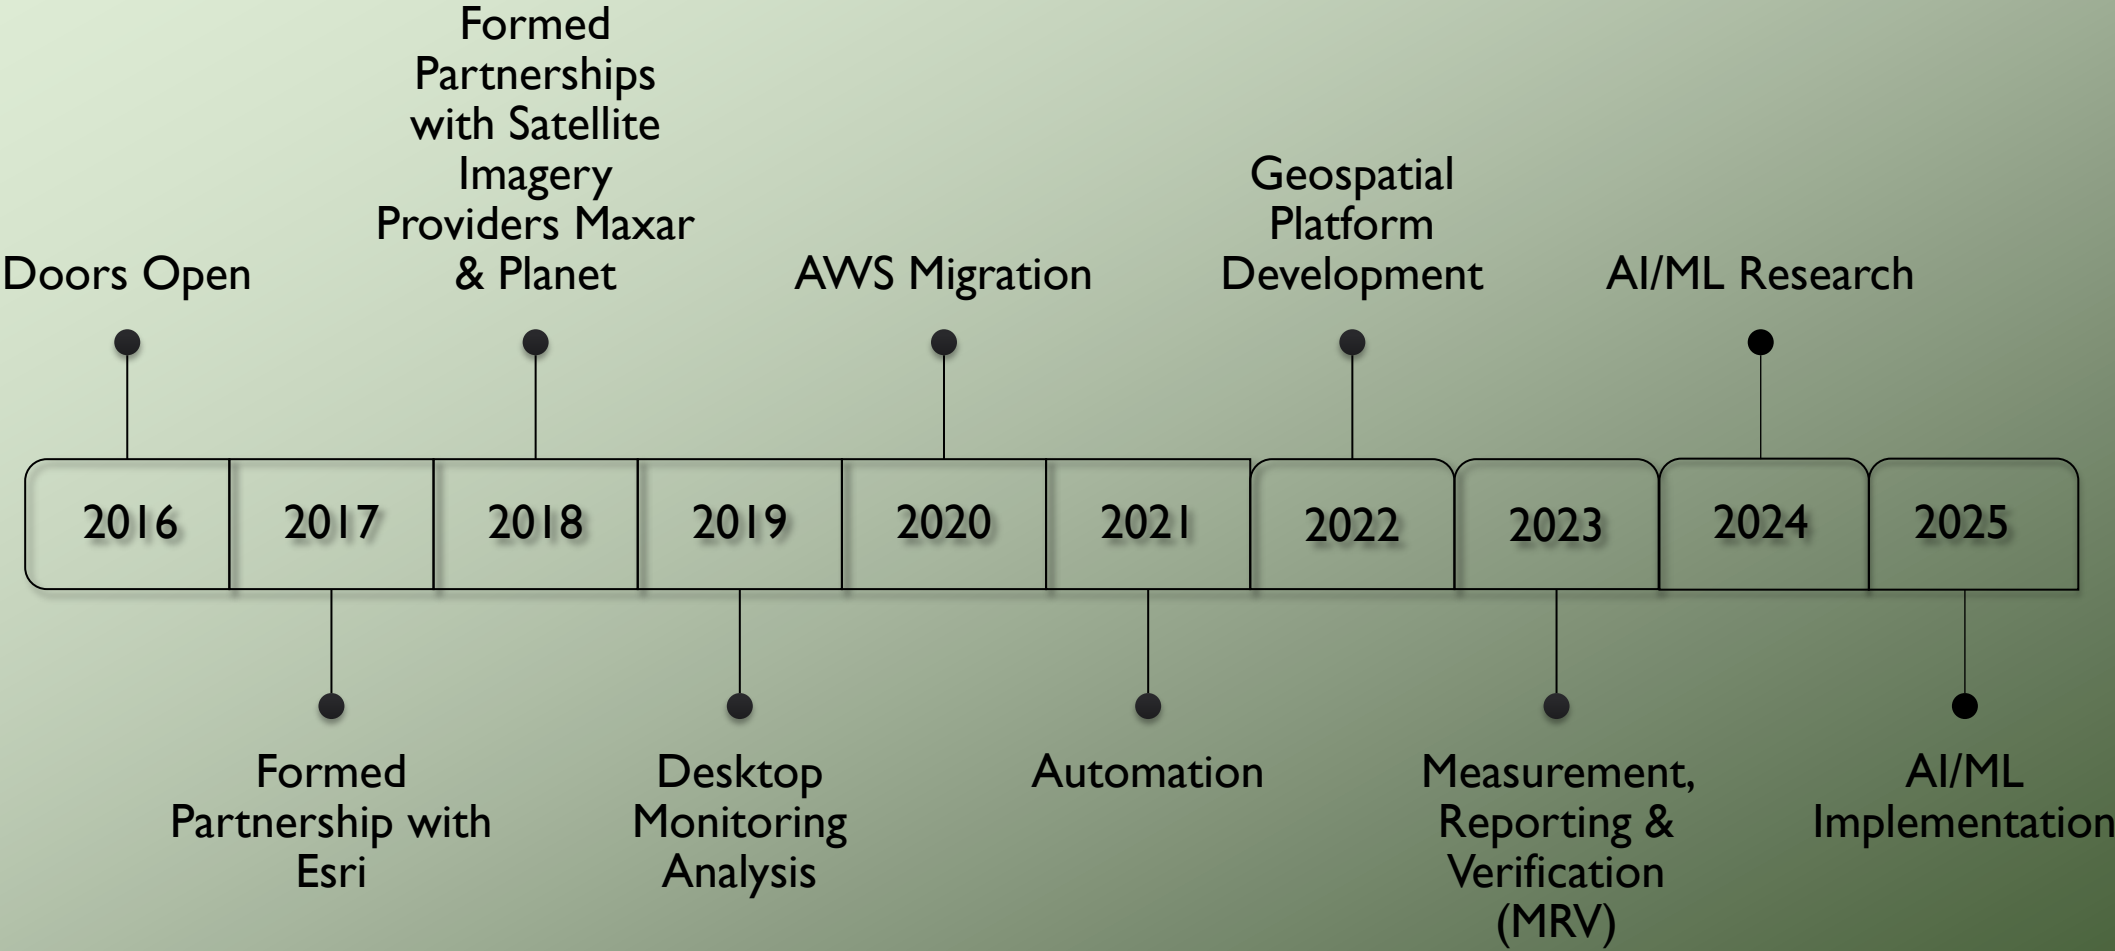 Formed
Partnerships
with Satellite
Imagery
Providers Maxar
& Planet
Doors Open
AWS Migration
Geospatial
Platform
Development
AI/ML Research
2016
2017
2018
2019
2020
2021
2022
2023
2024
2025
Formed
Partnership with
Esri
Desktop
Monitoring
Analysis
Automation
Measurement,
Reporting &
Verification
(MRV)
AI/ML
Implementation